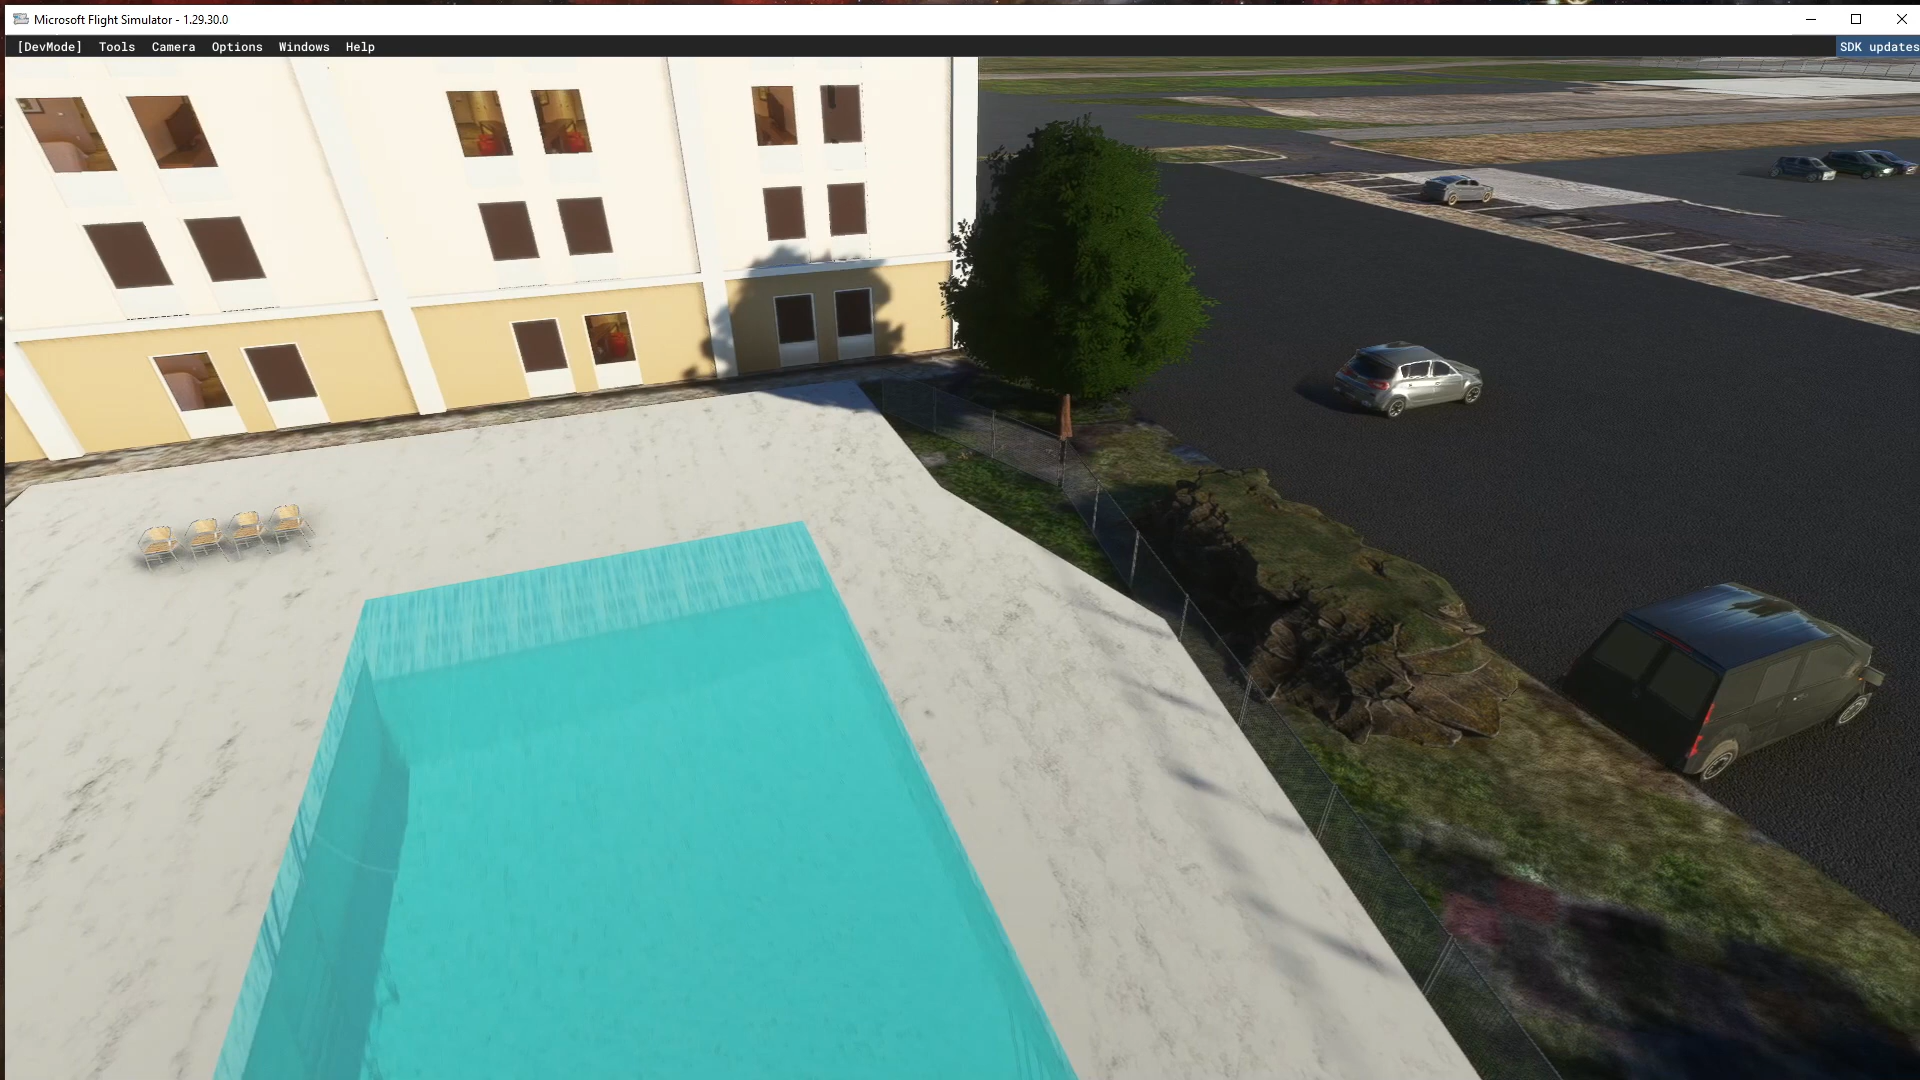 Microsoft Flight Simulator - 1.29.30.0
[DevMode] Tools Camera Options Windows Help SDK updates